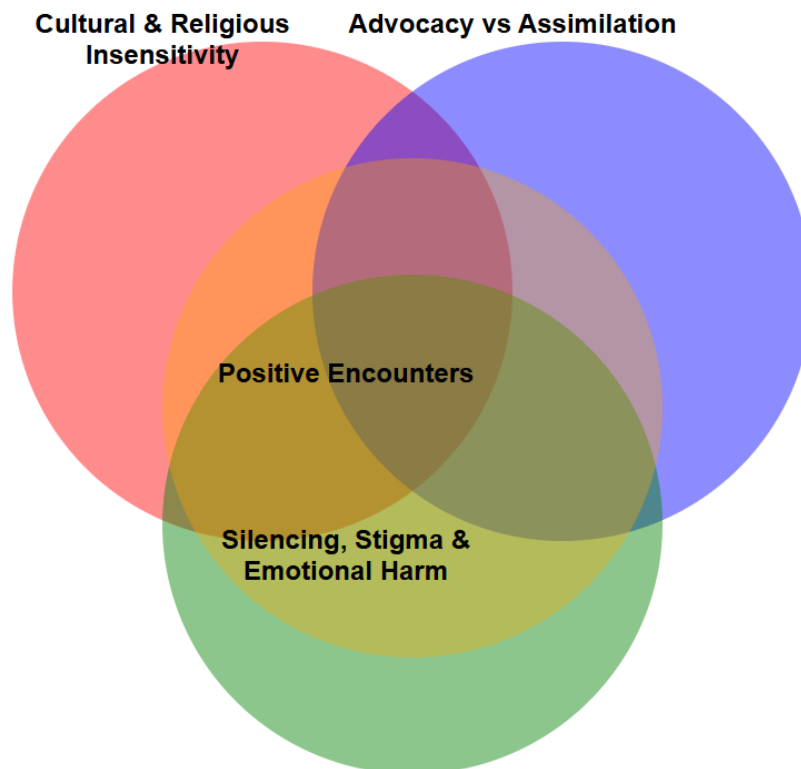 Cultural & Religious
Insensitivity
Advocacy vs Assimilation
Positive Encounters
Silencing, Stigma &
Emotional Harm